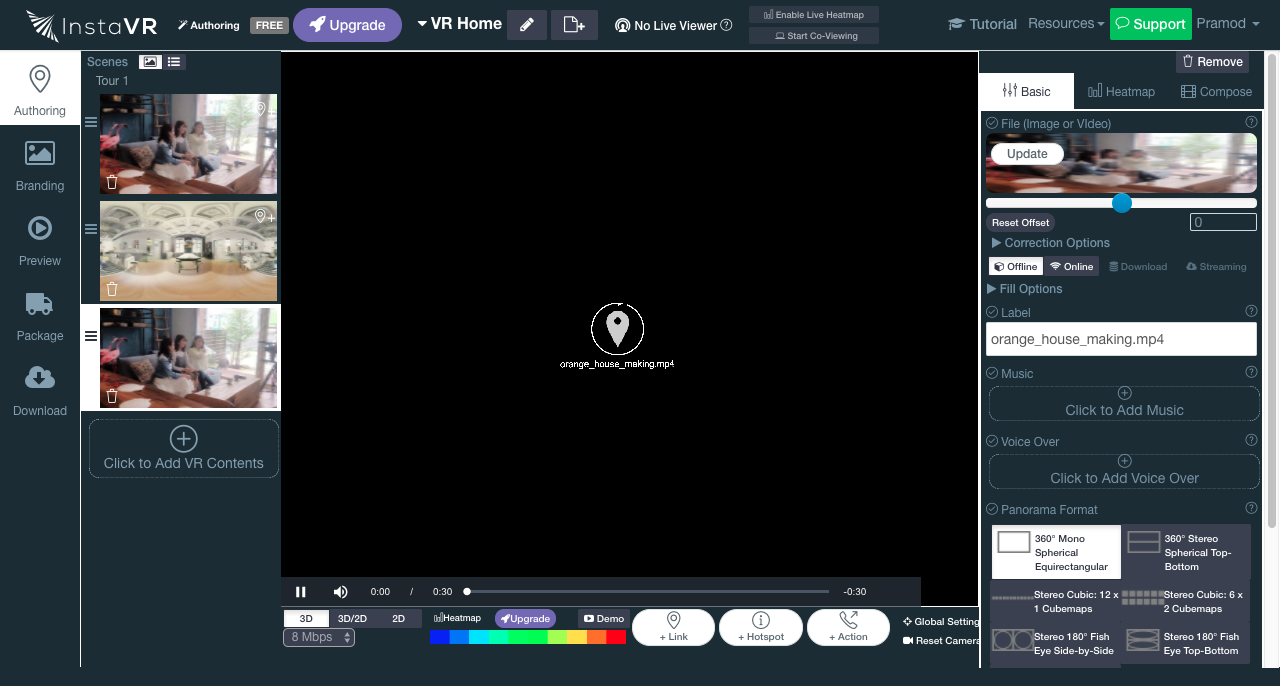 InstaVR
Authoring
FREE
Upgrade
VR Home
No Live Viewer
Enable Live Heatmap
Start Co-Viewing
Tutorial
Resources
Support
Pramod
Authoring
Branding
Preview
Package
Download
Scenes
Tour 1
Click to Add VR Contents
orange_house_making.mp4
0:00
/
0:30
-0:30
3D
3D/2D
2D
Heatmap
Upgrade
Demo
8 Mbps
+ Link
+ Hotspot
+ Action
Global Setting
Reset Camera
Remove
Basic
Heatmap
Compose
File (Image or VIdeo)
Update
Reset Offset
0
Correction Options
Offline
Online
Download
Streaming
Fill Options
Label
orange_house_making.mp4
Music
Click to Add Music
Voice Over
Click to Add Voice Over
Panorama Format
360° Mono
Spherical
Equirectangular
360° Stereo
Spherical Top-
Bottom
Stereo Cubic: 12 x
1 Cubemaps
Stereo Cubic: 6 x
2 Cubemaps
Stereo 180° Fish
Eye Side-by-Side
Stereo 180° Fish
Eye Top-Bottom